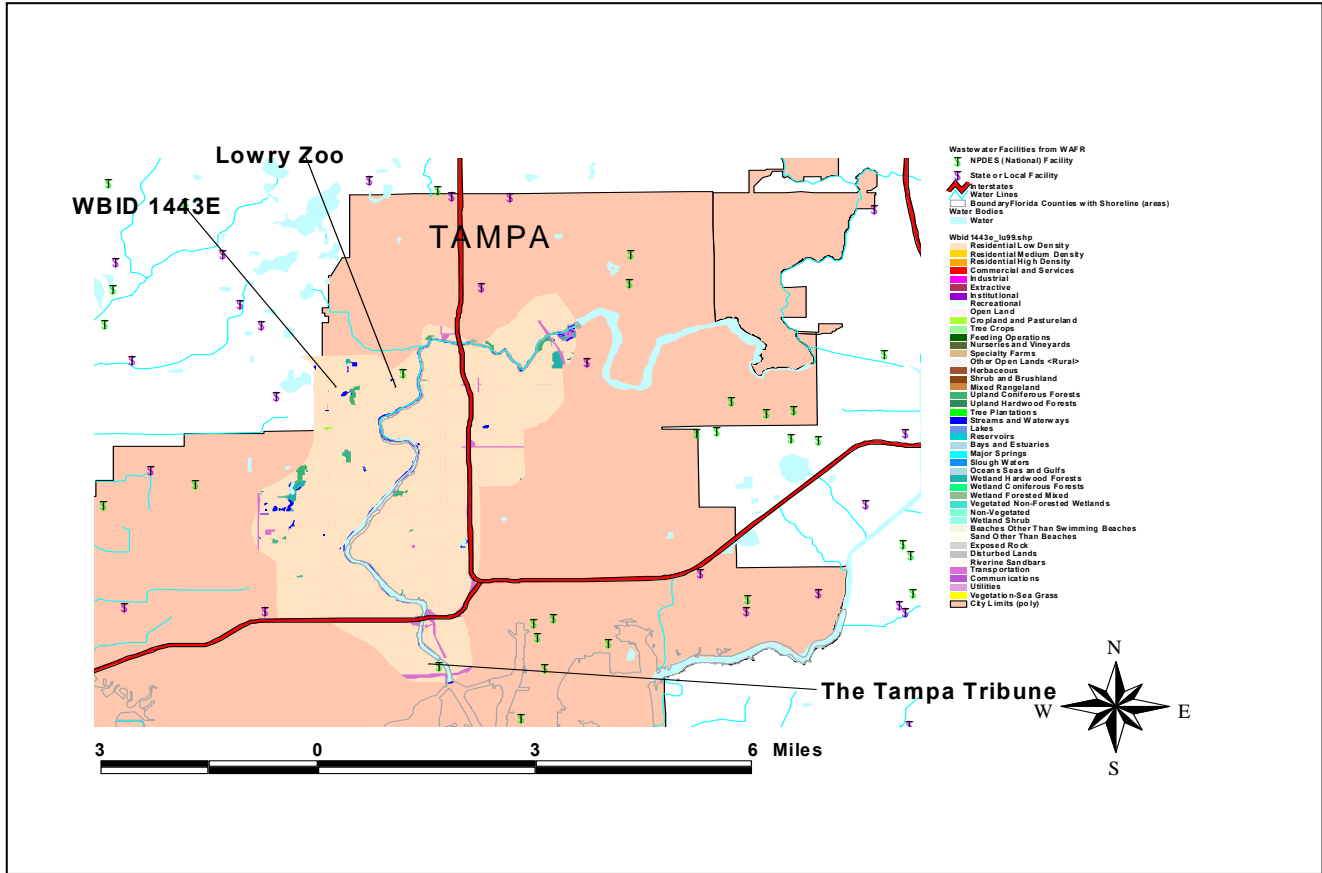 Lowry Zoo
WBID 1443E
TAMPA
The Tampa Tribune
3 0 3 6 Miles
N
W E
S
Wastewater Facilities from WAFR
NPDES (National) Facility
State or Local Facility
Interstates
Water Lines
BoundaryFlorida Counties with Shoreline (areas)
Water Bodies
Water
Wbid1443e_lu99.shp
Residential Low Density
Residential Medium Density
Residential High Density
Commercial and Services
Industrial
Extractive
Institutional
Recreational
Open Land
Cropland and Pastureland
Tree Crops
Feeding Operations
Nurseries and Vineyards
Specialty Farms
Other Open Lands <Rural>
Herbaceous
Shrub and Brushland
Mixed Rangeland
Upland Coniferous Forests
Upland Hardwood Forests
Tree Plantations
Streams and Waterways
Lakes
Reservoirs
Bays and Estuaries
Major Springs
Slough Waters
Oceans Seas and Gulfs
Wetland Hardwood Forests
Wetland Coniferous Forests
Wetland Forested Mixed
Vegetated Non-Forested Wetlands
Non-Vegetated
Wetland Shrub
Beaches Other Than Swimming Beaches
Sand Other Than Beaches
Exposed Rock
Disturbed Lands
Riverine Sandbars
Transportation
Communications
Utilities
Vegetation-Sea Grass
City Limits (poly)